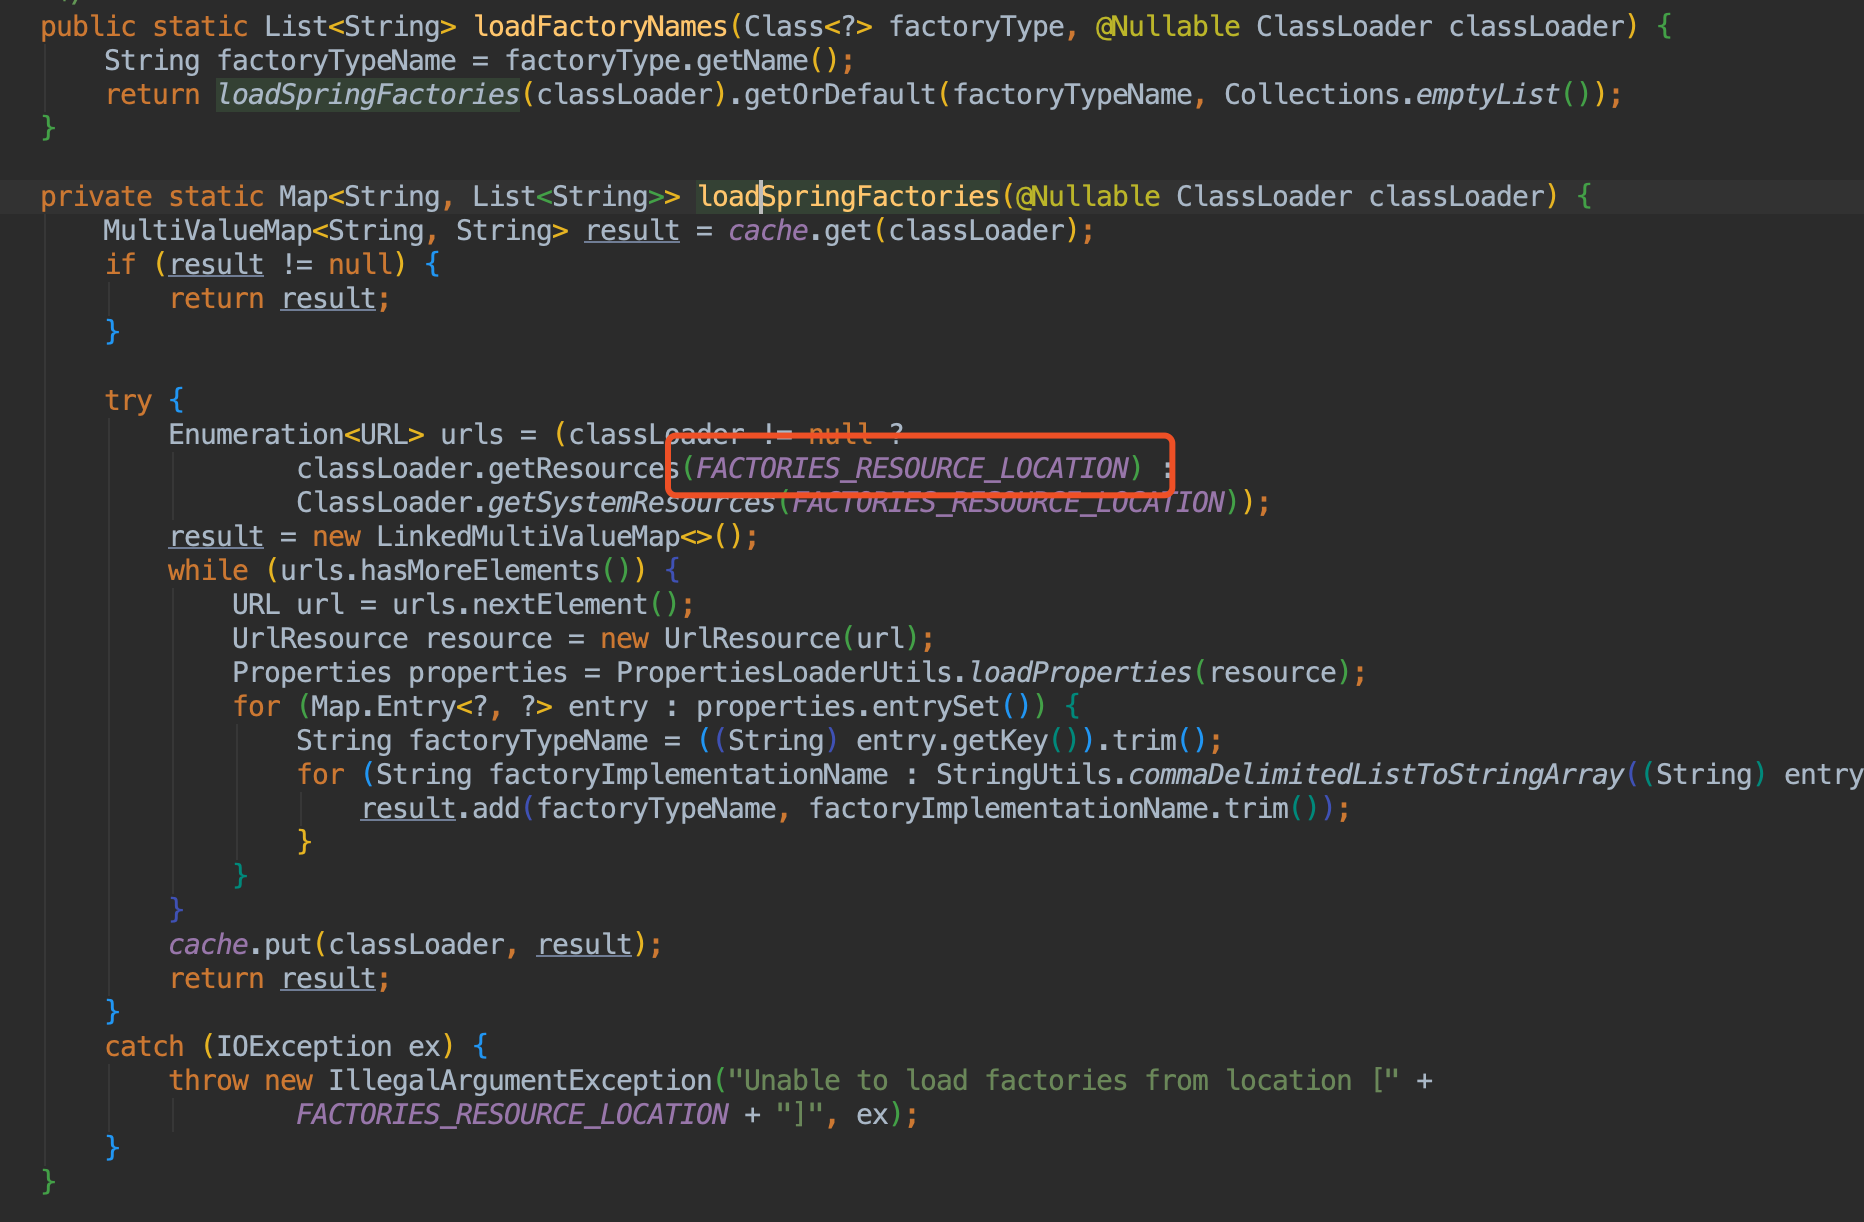 public static List<String> loadFactoryNames(Class<?> factoryType, @Nullable ClassLoader classLoader) {
String factoryTypeName = factoryType.getName();
return loadSpringFactories(classLoader).getOrDefault(factoryTypeName, Collections.emptyList());
}
private static Map<String, List<String>> loadSpringFactories(@Nullable ClassLoader classLoader) {
MultiValueMap<String, String> result = cache.get(classLoader);
if (result != null) {
return result;
}
try {
Enumeration<URL> urls = (classLoader != null ?
classLoader.getResources(FACTORIES_RESOURCE_LOCATION) :
ClassLoader.getSystemResources(FACTORIES_RESOURCE_LOCATION));
result = new LinkedMultiValueMap<>();
while (urls.hasMoreElements()) {
URL url = urls.nextElement();
UrlResource resource = new UrlResource(url);
Properties properties = PropertiesLoaderUtils.loadProperties(resource);
for (Map.Entry<?, ?> entry : properties.entrySet()) {
String factoryTypeName = ((String) entry.getKey()).trim();
for (String factoryImplementationName : StringUtils.commaDelimitedListToStringArray((String) entry
result.add(factoryTypeName, factoryImplementationName.trim());
}
}
}
cache.put(classLoader, result);
return result;
}
catch (IOException ex) {
throw new IllegalArgumentException("Unable to load factories from location [" +
FACTORIES_RESOURCE_LOCATION + "]", ex);
}
}